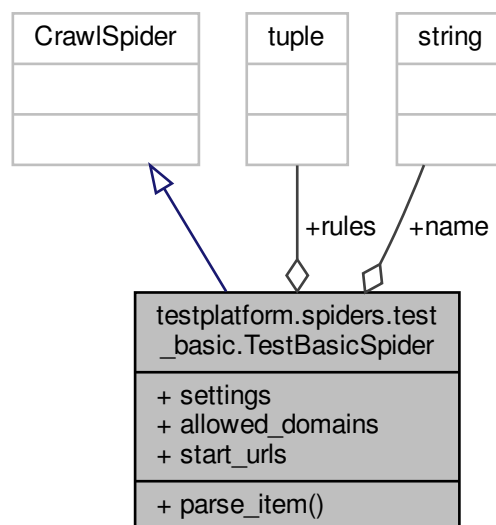 CrawlSpider
tuple
string
+rules
+name
testplatform.spiders.test
_basic.TestBasicSpider
+ settings
+ allowed_domains
+ start_urls
+ parse_item()